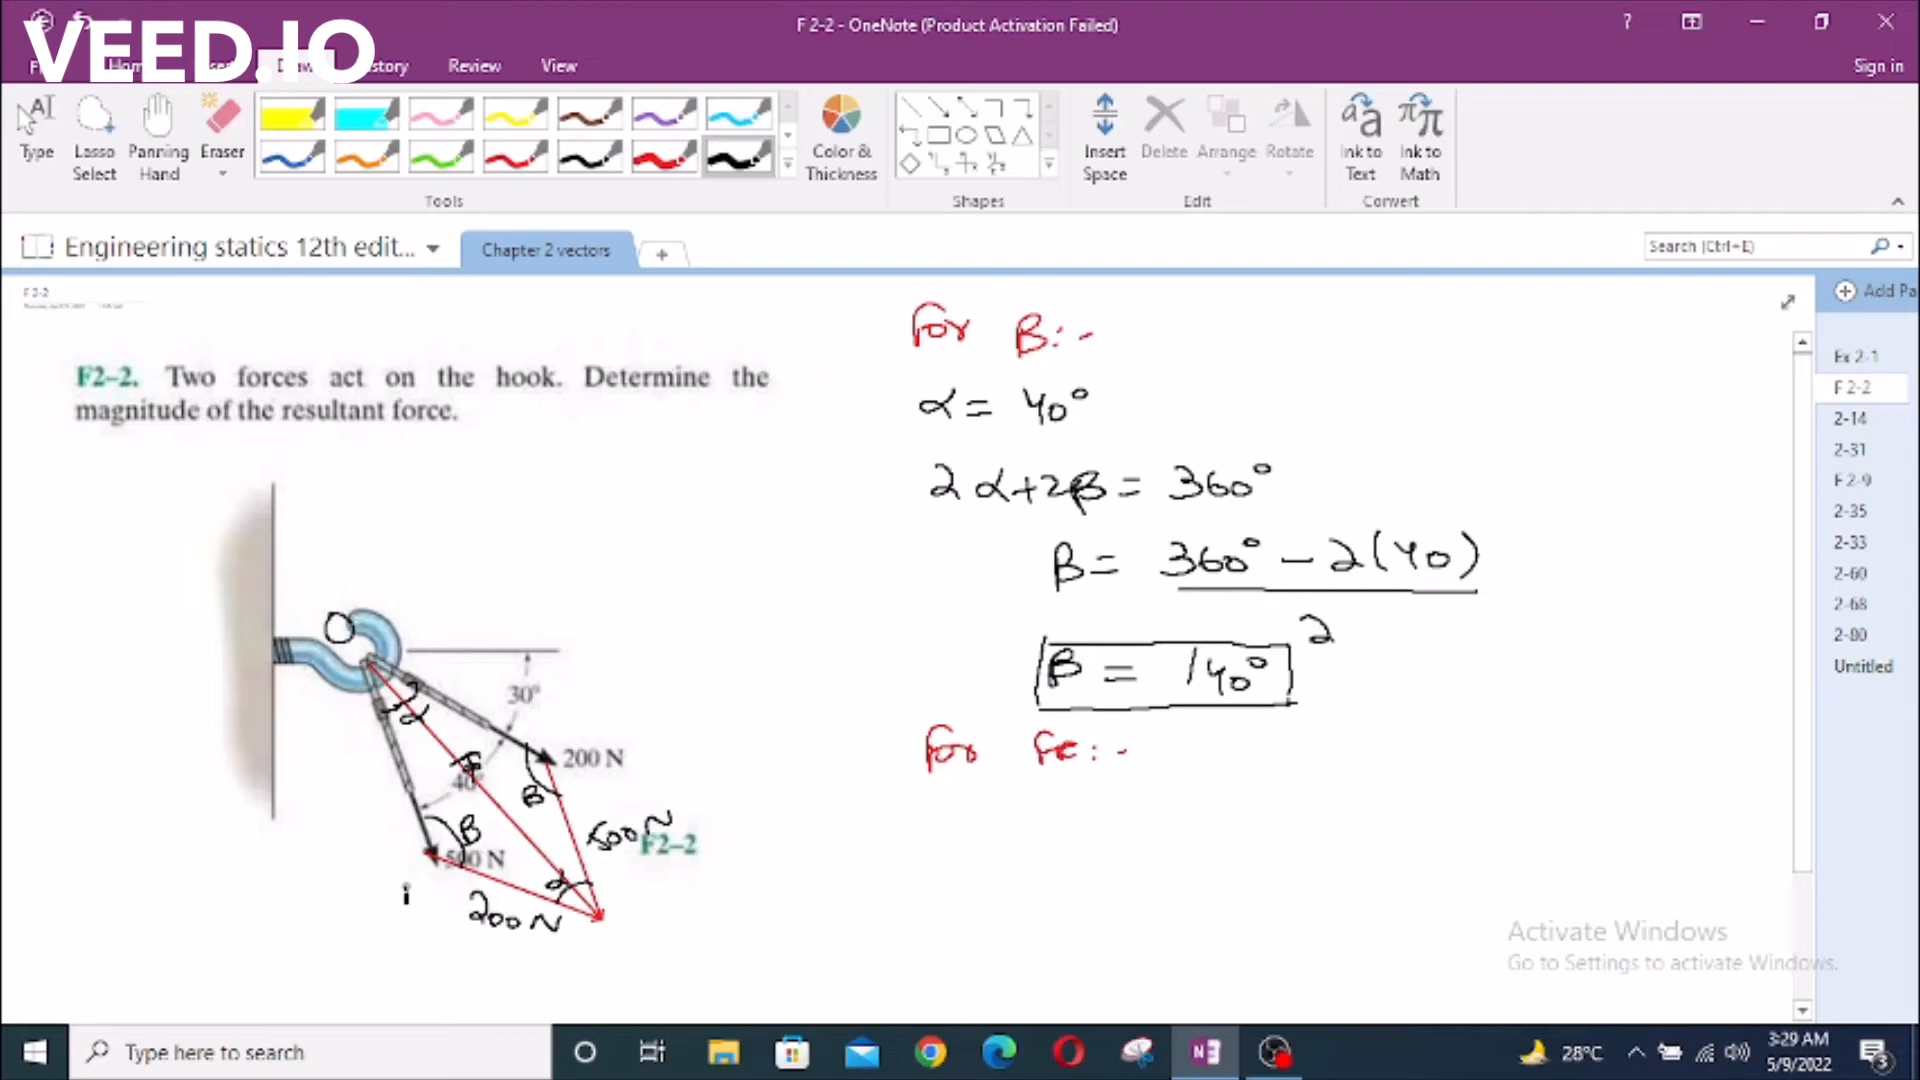 VEED.IO
F 2-2 - OneNote (Product Activation Failed)
? 
Review View
Sign in
Type
Lasso Select
Panning Hand
Eraser
Color & Thickness
Insert Space
Delete
Arrange
Rotate
Ink to Text
Ink to Math
Tools
Shapes
Edit
Convert
Engineering statics 12th edit...
Chapter 2 vectors
+
Search (Ctrl+E)
F 2-2
Add Pa
Ex 2-1
F 2-2
2-14
2-31
F 2-9
2-35
2-33
2-60
2-68
2-80
Untitled
F2–2. Two forces act on the hook. Determine the
magnitude of the resultant force.
O
30°
α
200 N
F
40°
B
B
500 N
500 N
F2–2
α
200 N
i
For B:-
α = 40°
2α+2B = 360°
B = 360° - 2(40)
2
B = 140°
For Fr:-
Activate Windows
Go to Settings to activate Windows.
Type here to search
28°C
3:29 AM
5/9/2022
3